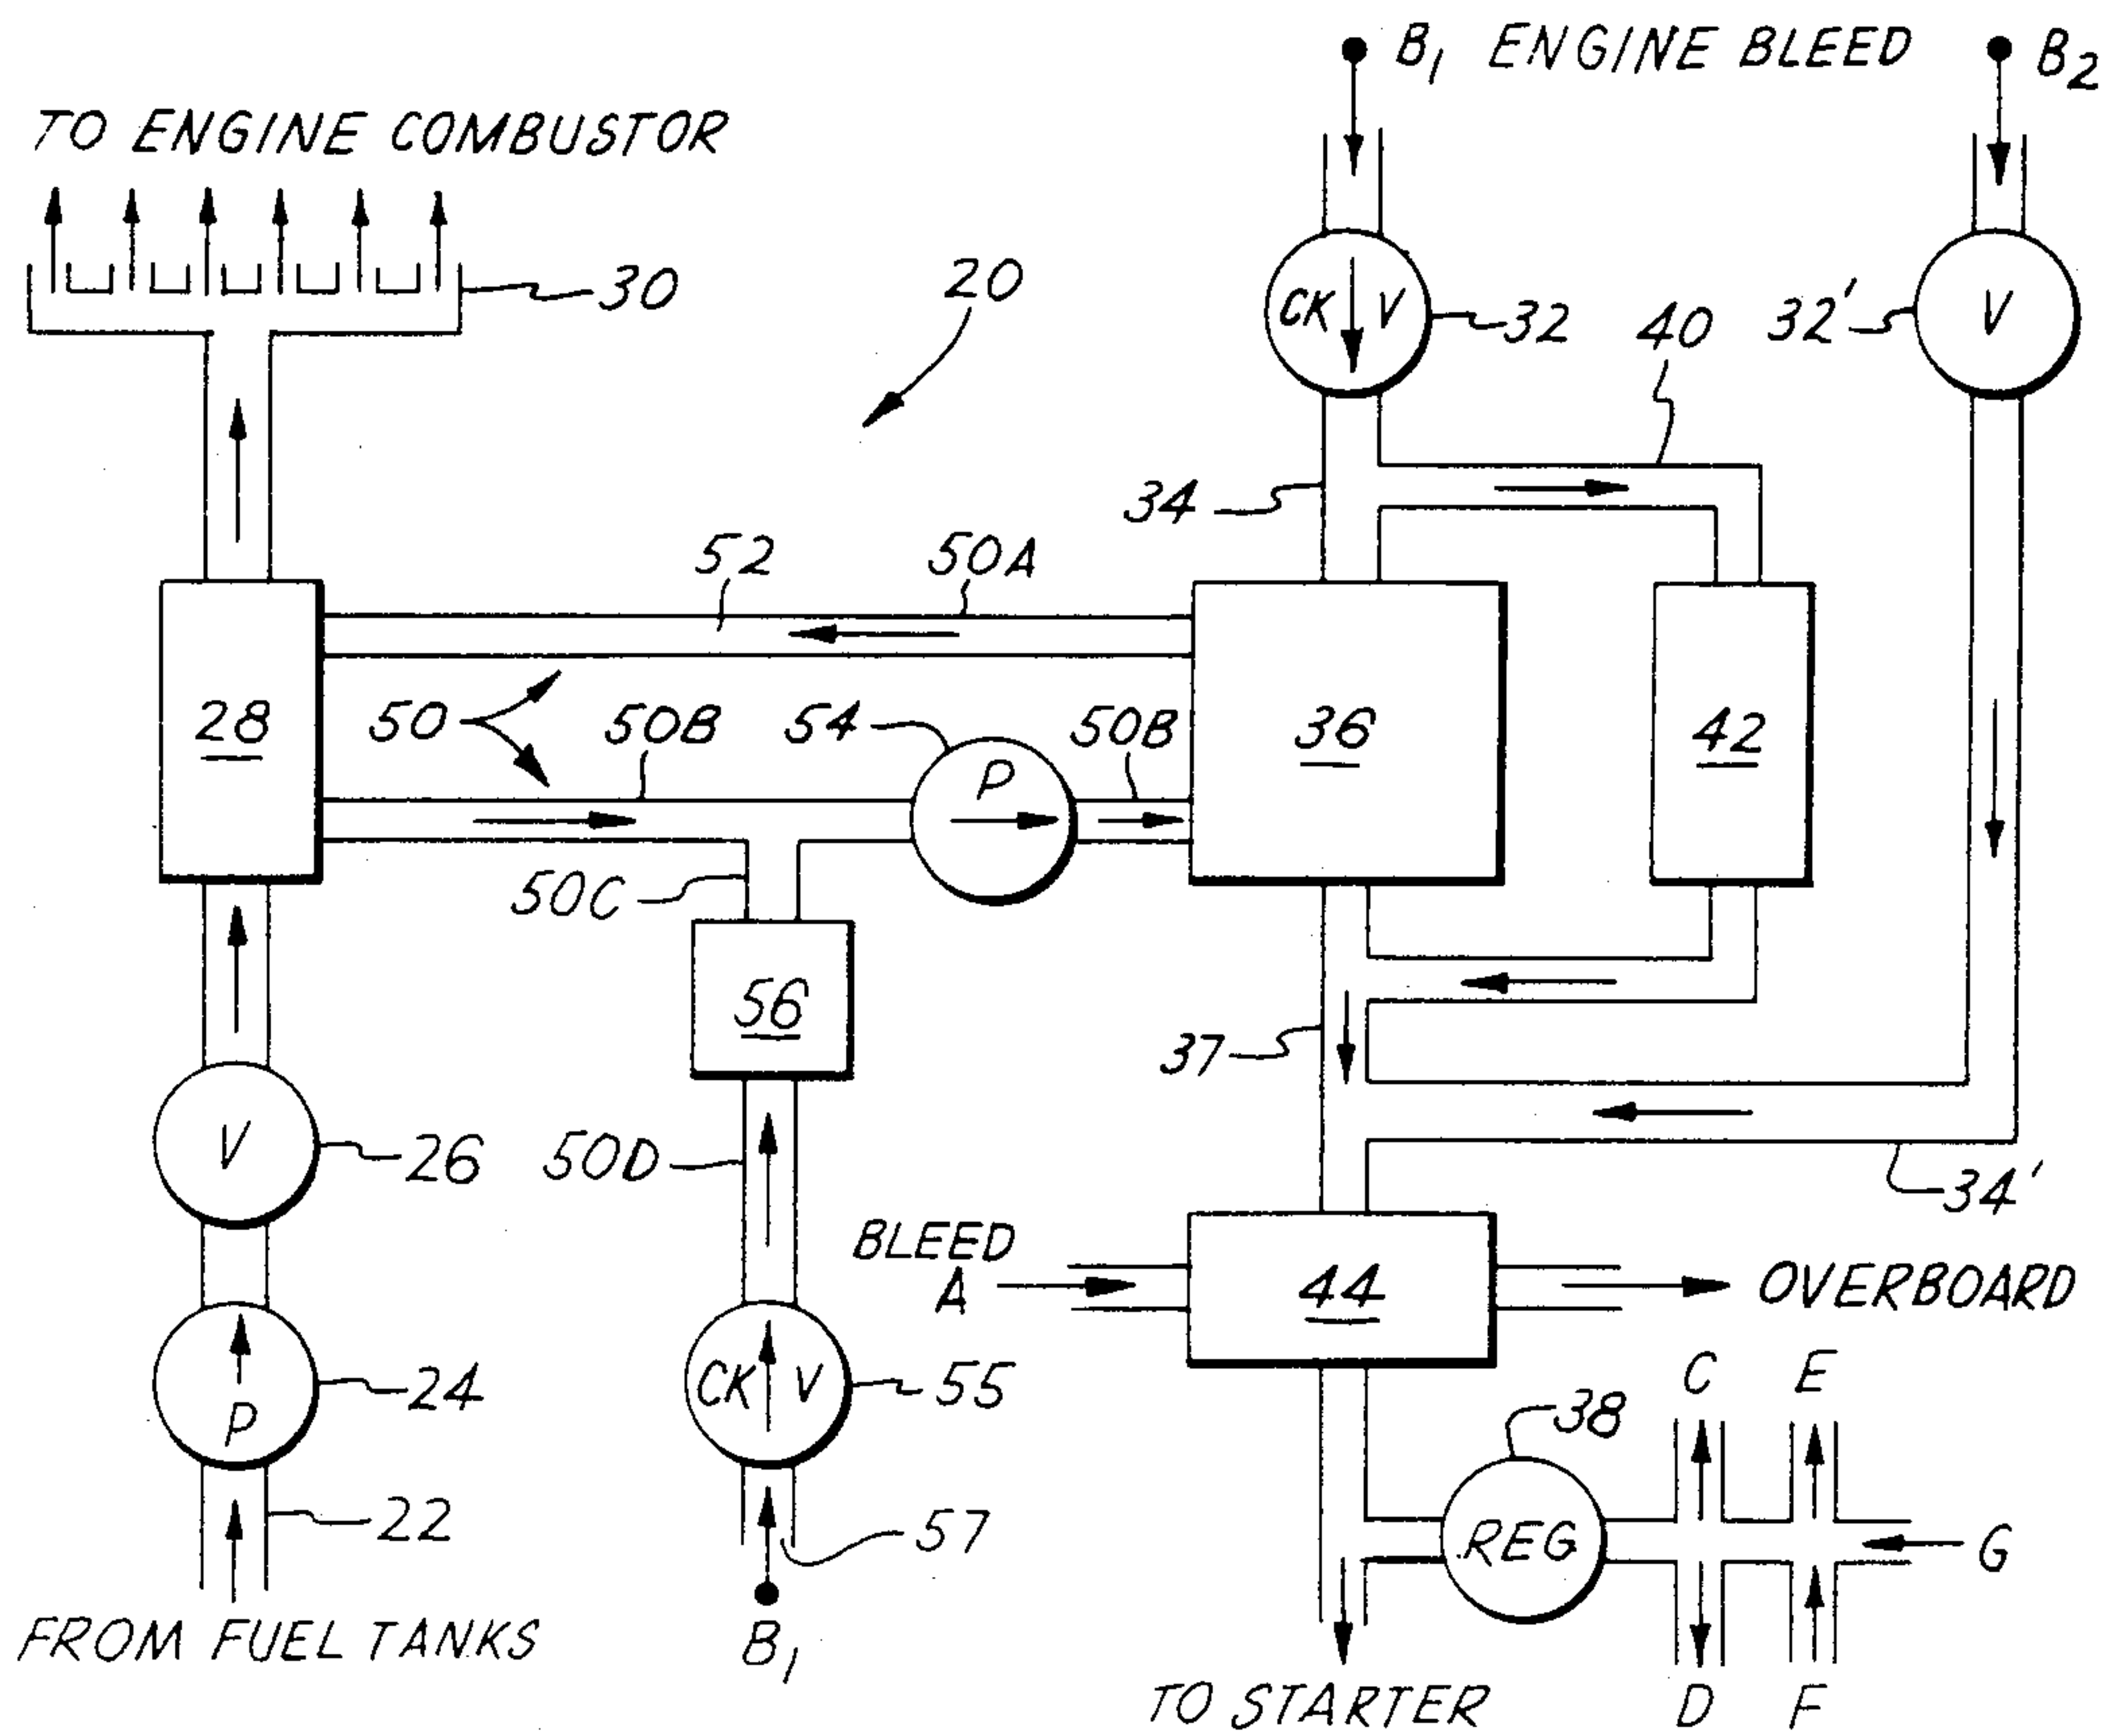 B1 ENGINE BLEED
B2
TO ENGINE COMBUSTOR
30
20
CK V
32
40
32'
V
34
52
50A
28
50
50B
54
P
50B
36
42
50C
56
37
V
26
50D
34'
BLEED
A
44
OVERBOARD
P
24
CK V
55
38
C
E
22
57
REG
G
FROM FUEL TANKS
B1
TO STARTER
D
F